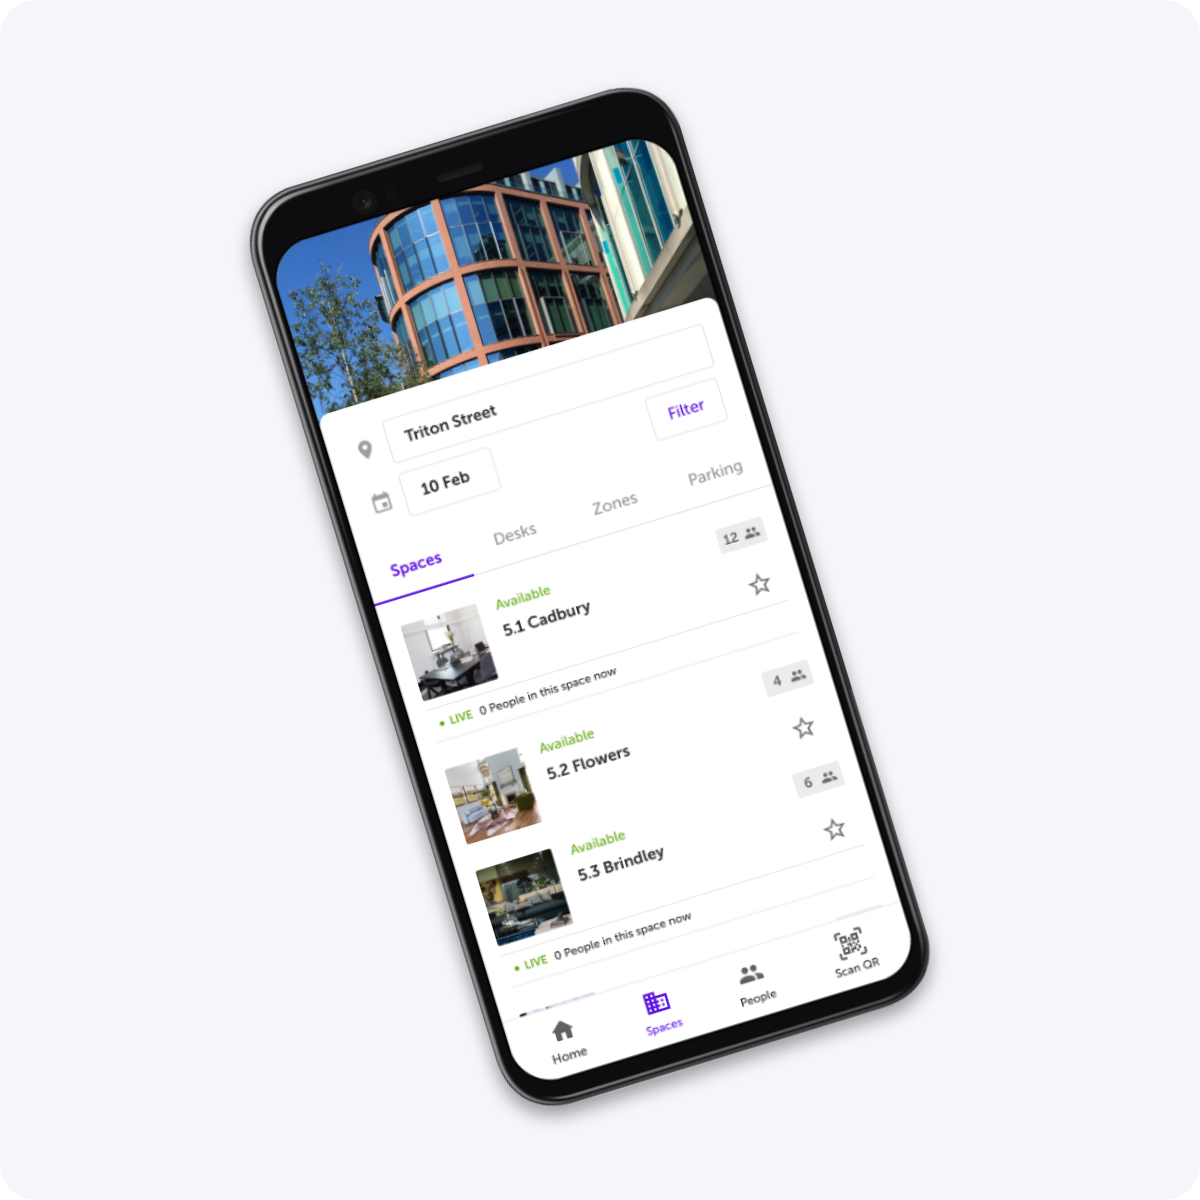 Triton Street
10 Feb
Filter
Spaces
Desks
Zones
Parking
Available
12
5.1 Cadbury
LIVE 0 People in this space now
Available
4
5.2 Flowers
Available
6
5.3 Brindley
LIVE 0 People in this space now
Home
Spaces
People
Scan QR